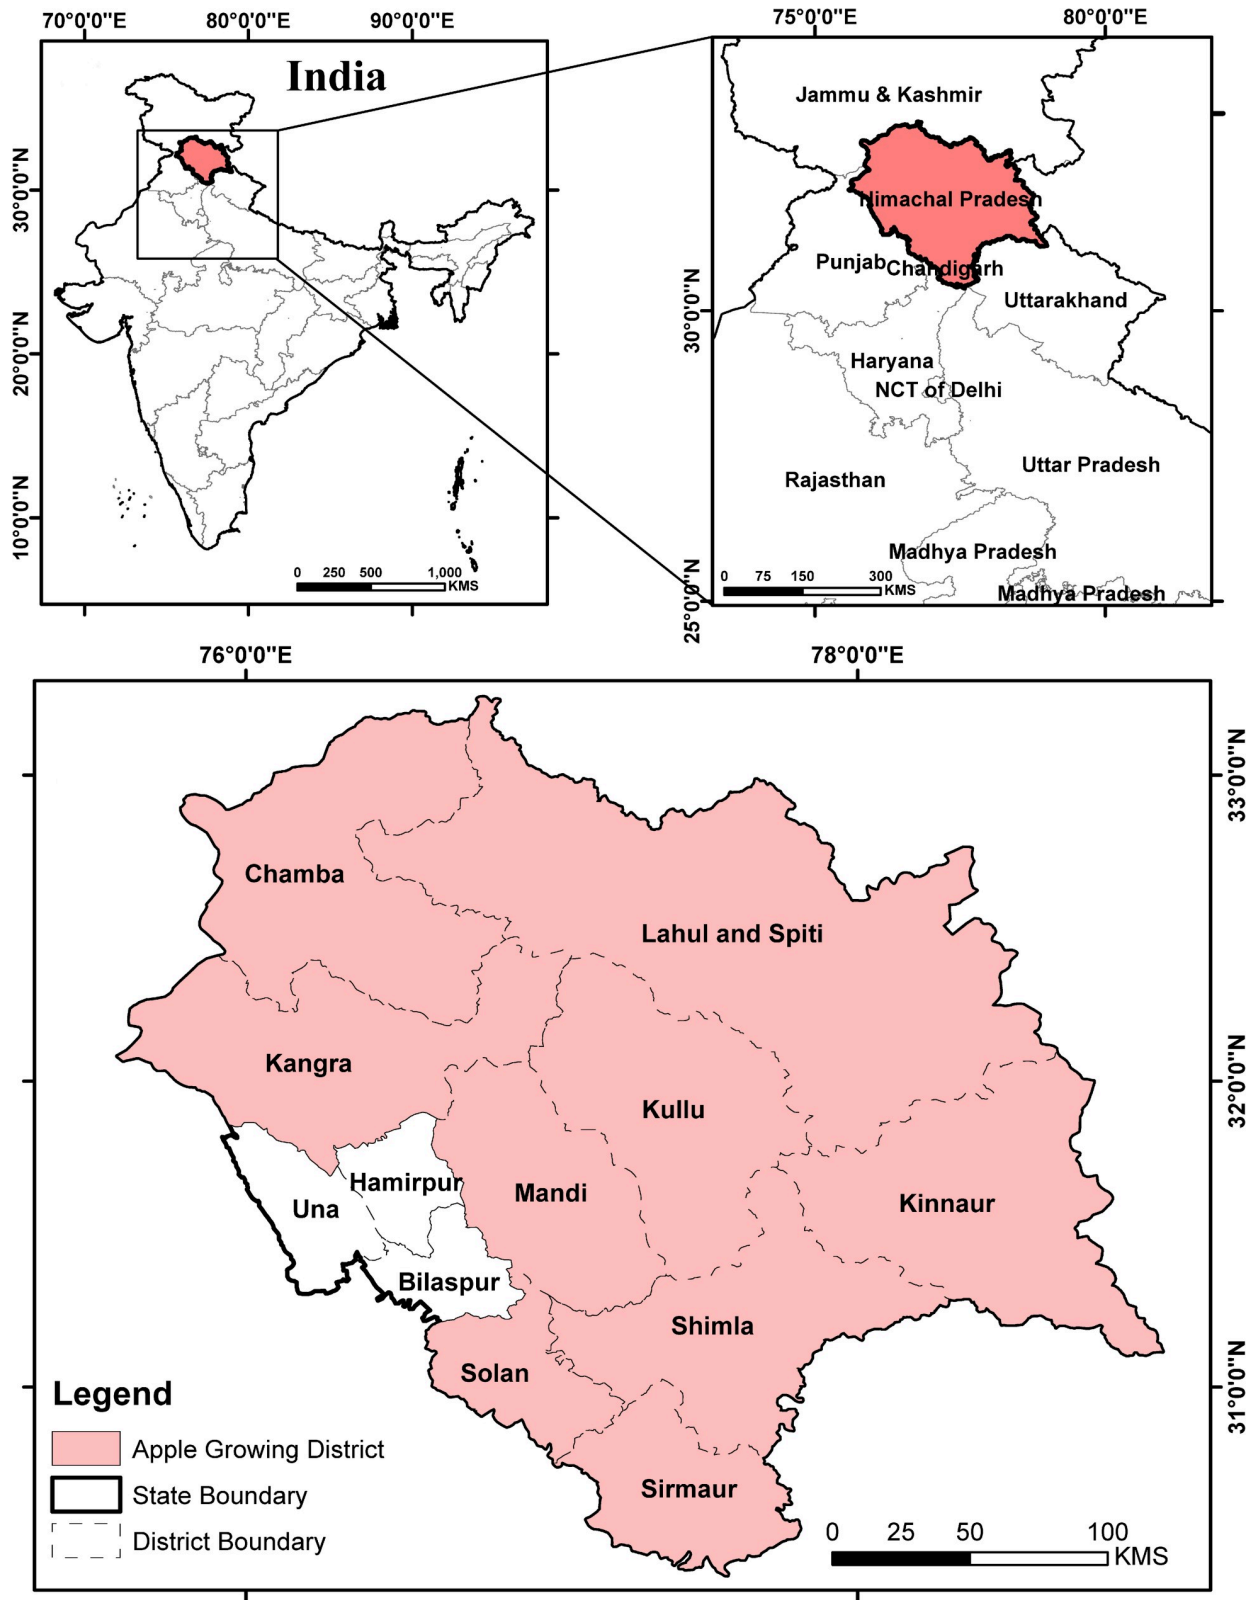 70°0'0"E 80°0'0"E 90°0'0"E
75°0'0"E 80°0'0"E
India
30°0'0"N
20°0'0"N
10°0'0"N
0 250 500 1,000
KMS
Jammu & Kashmir
Himachal Pradesh
Punjab
Chandigarh
Uttarakhand
Haryana
NCT of Delhi
Uttar Pradesh
Rajasthan
Madhya Pradesh
Madhya Pradesh
30°0'0"N
25°0'0"N
0 75 150 300
KMS
76°0'0"E 78°0'0"E
33°0'0"N
32°0'0"N
31°0'0"N
Chamba
Lahul and Spiti
Kangra
Kullu
Hamirpur
Mandi
Una
Kinnaur
Bilaspur
Shimla
Solan
Sirmaur
Legend
Apple Growing District
State Boundary
District Boundary
0 25 50 100
KMS